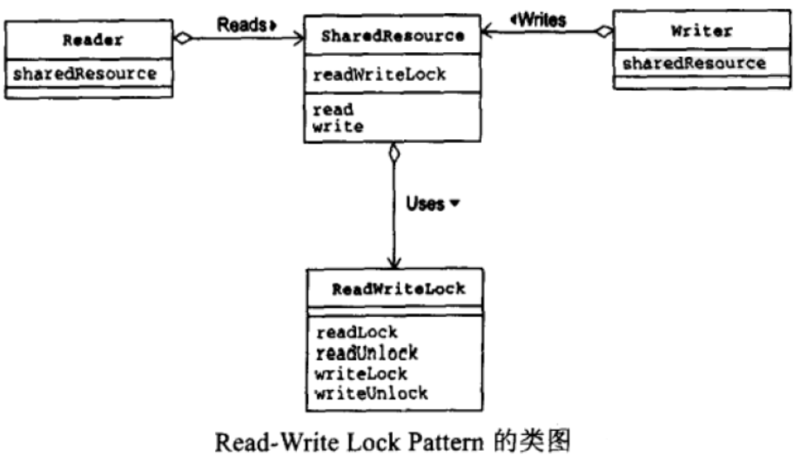 Reader
sharedResource
Reads
SharedResource
readWriteLock
read
write
Writes
Writer
sharedResource
Uses
ReadWriteLock
readLock
readUnlock
writeLock
writeUnlock
Read-Write Lock Pattern 的类图